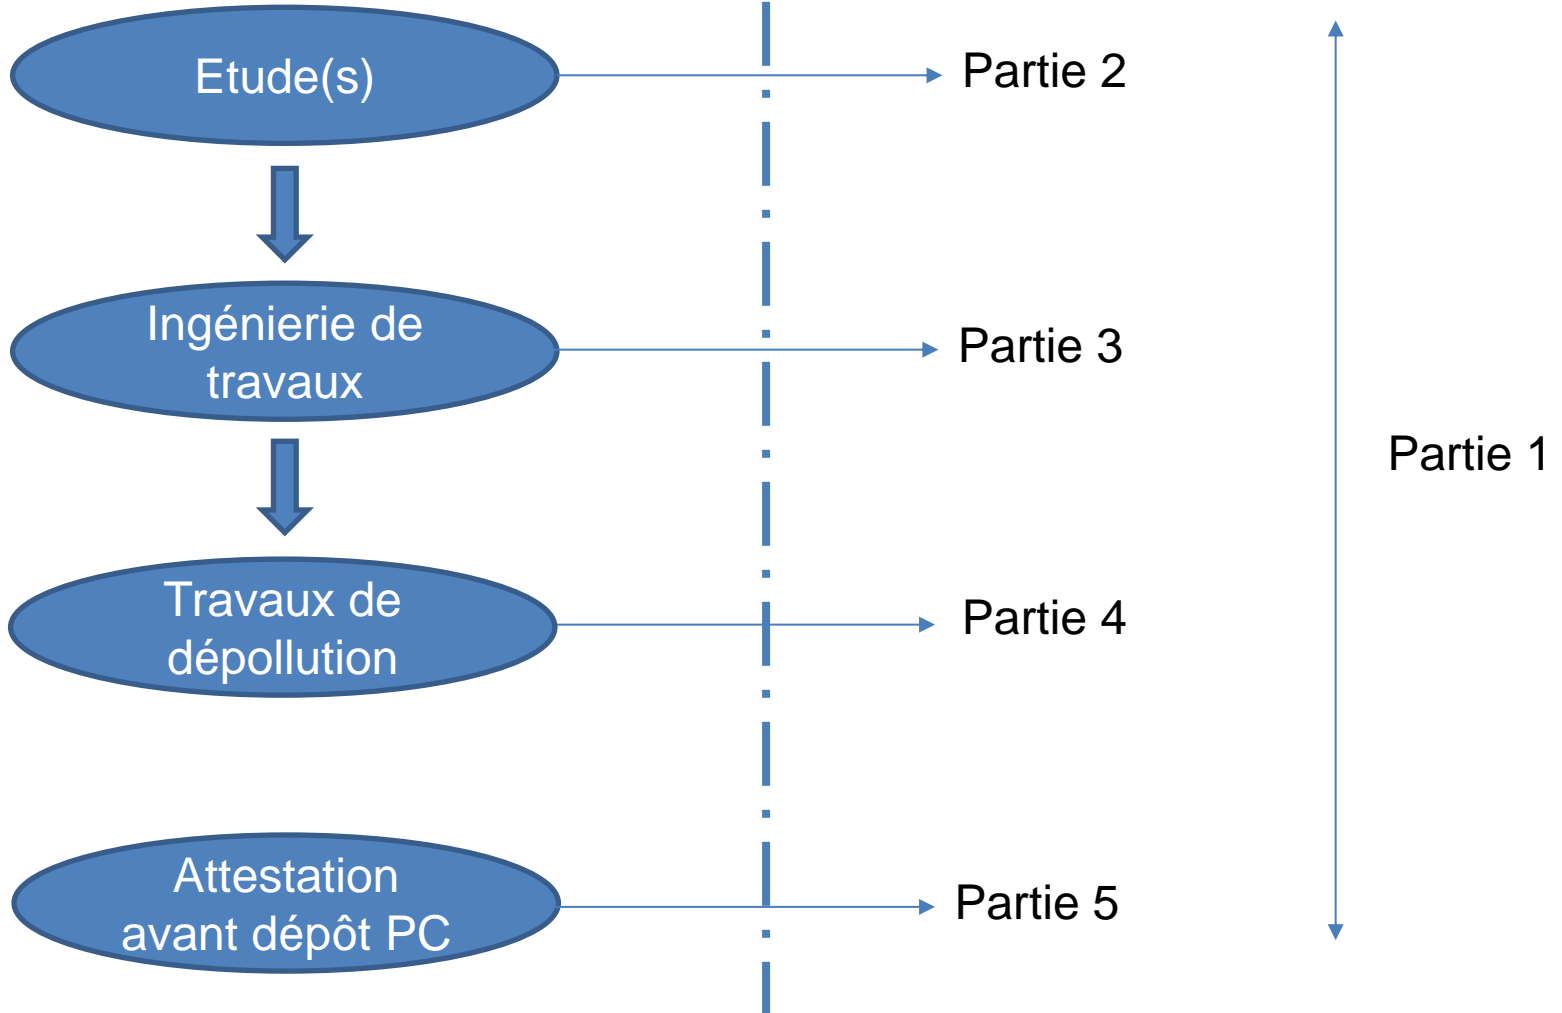 Etude(s)
Partie 2
Ingénierie de
travaux
Partie 3
Partie 1
Travaux de
dépollution
Partie 4
Attestation
avant dépôt PC
Partie 5